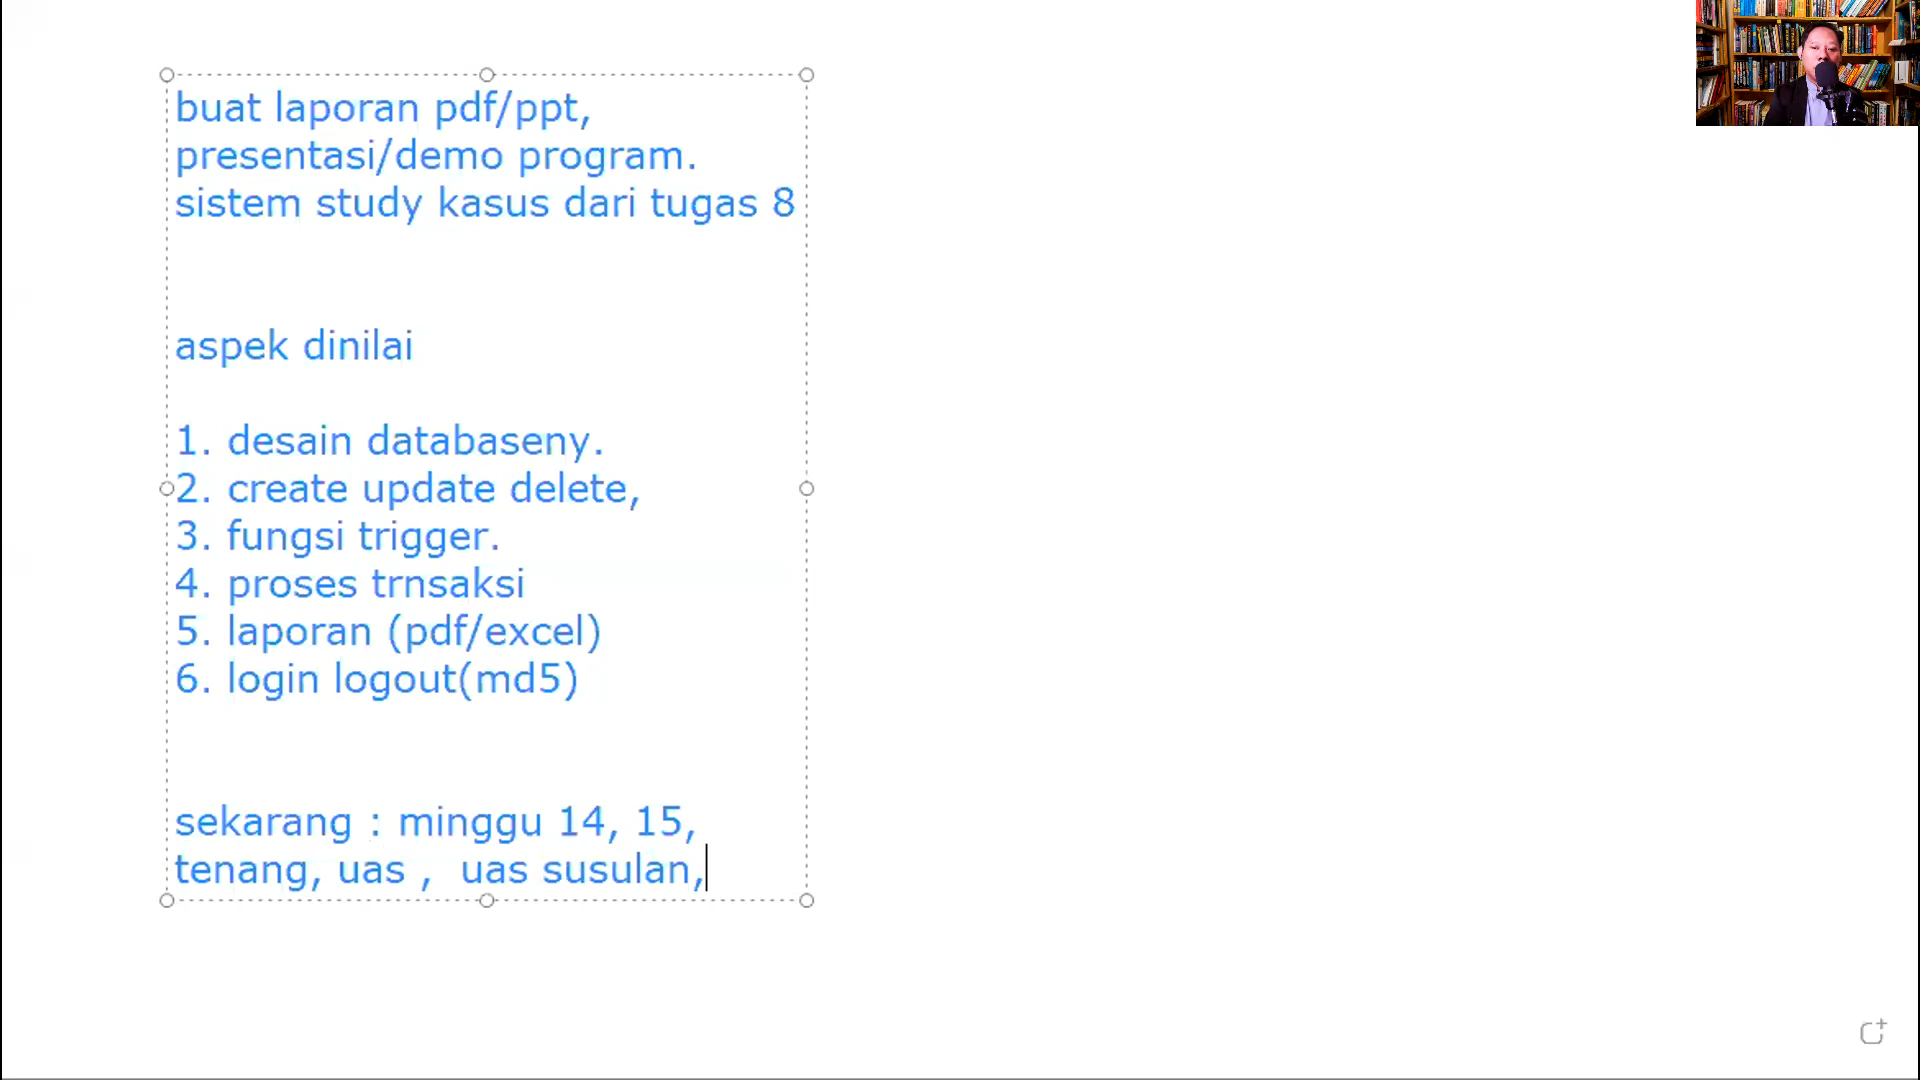 buat laporan pdf/ppt,
presentasi/demo program.
sistem study kasus dari tugas 8
aspek dinilai
1. desain databaseny.
2. create update delete,
3. fungsi trigger.
4. proses trnsaksi
5. laporan (pdf/excel)
6. login logout(md5)
sekarang : minggu 14, 15,
tenang, uas ,  uas susulan,